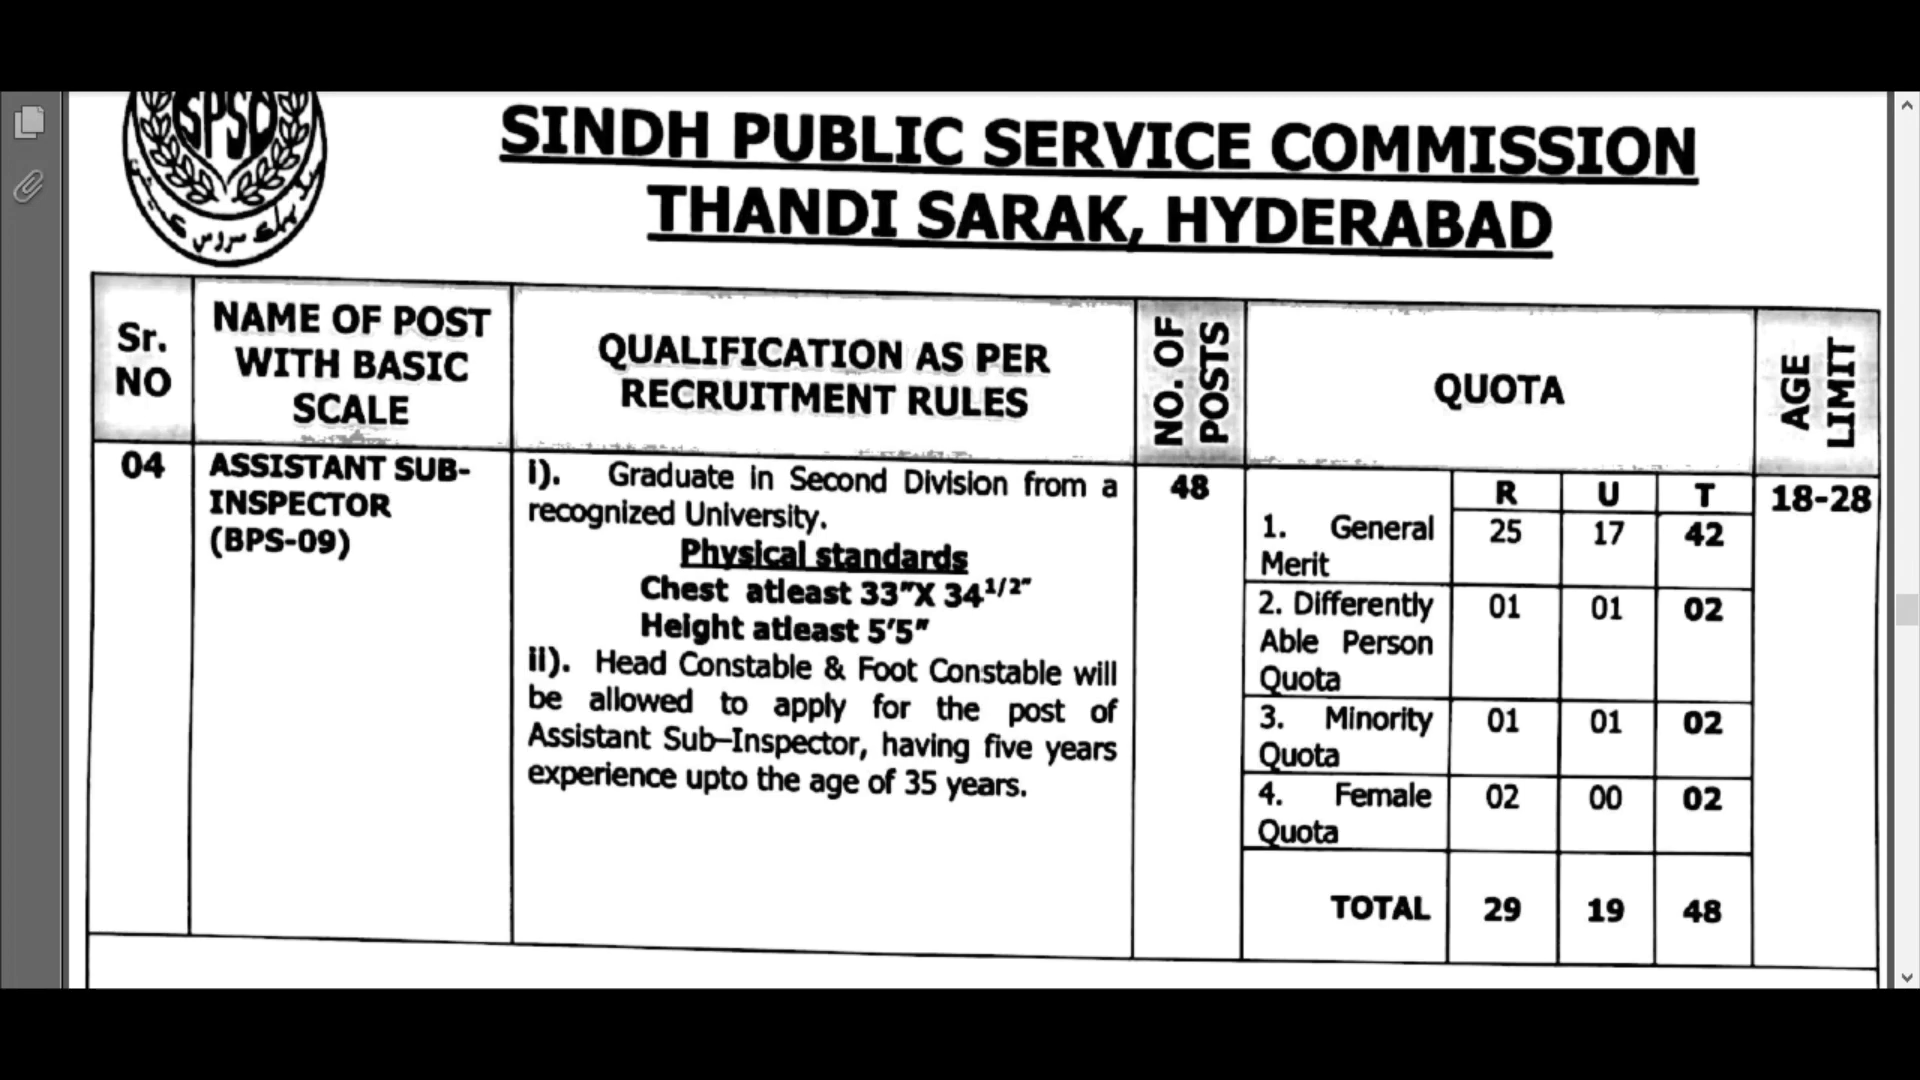 SPSC
سندھ پبلک سروس کمیشن
SINDH PUBLIC SERVICE COMMISSION
THANDI SARAK, HYDERABAD
Sr. NO
NAME OF POST WITH BASIC SCALE
QUALIFICATION AS PER RECRUITMENT RULES
NO. OF POSTS
QUOTA
AGE LIMIT
04
ASSISTANT SUB-
INSPECTOR
(BPS-09)
i). Graduate in Second Division from a
recognized University.
Physical standards
Chest atleast 33"X 34 1/2"
Height atleast 5'5"
ii). Head Constable & Foot Constable will
be allowed to apply for the post of
Assistant Sub-Inspector, having five years
experience upto the age of 35 years.
48
R U T
1. General Merit 25 17 42
2. Differently Able Person Quota 01 01 02
3. Minority Quota 01 01 02
4. Female Quota 02 00 02
TOTAL 29 19 48
18-28